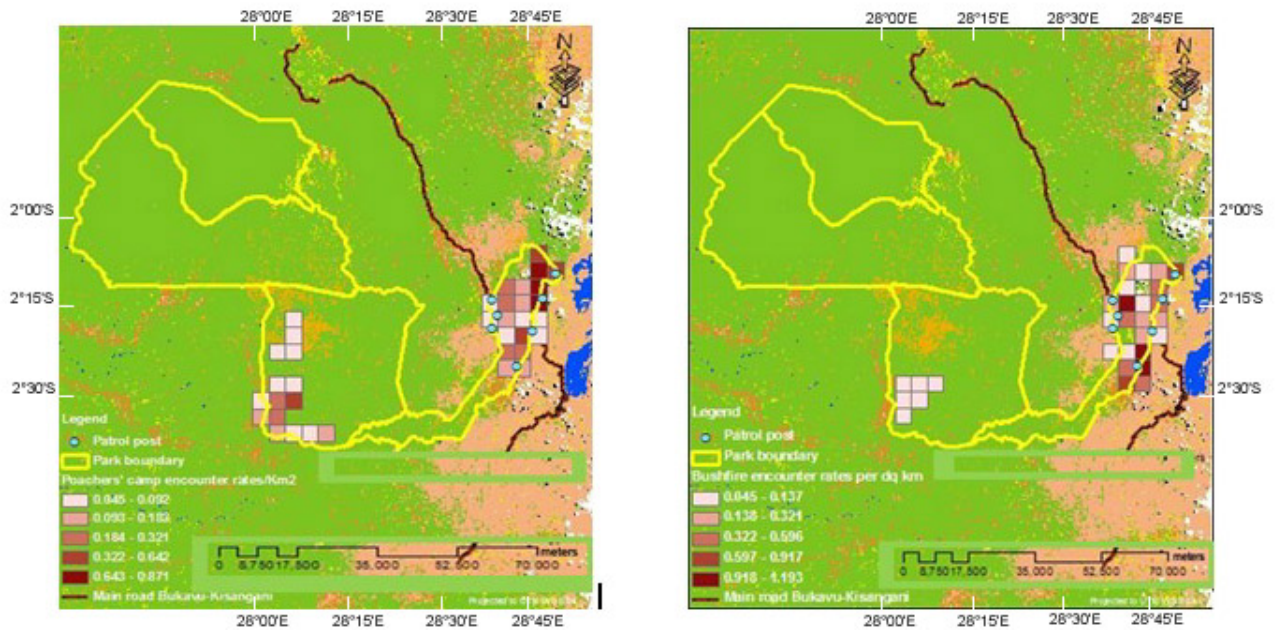 28°00'E 28°15'E 28°30'E 28°45'E
N
2°00'S
2°15'S
2°30'S
Legend
Patrol post
Park boundary
Poachers' camp encounter rates/Km2
0.045 - 0.092
0.093 - 0.183
0.184 - 0.321
0.322 - 0.642
0.643 - 0.871
Main road Bukavu-Kisangani
meters
0 8,750 17,500 35,000 52,500 70,000
28°00'E 28°15'E 28°30'E 28°45'E
28°00'E 28°15'E 28°30'E 28°45'E
N
2°00'S
2°15'S
2°30'S
Legend
Patrol post
Park boundary
Bushfire encounter rates per dq km
0.045 - 0.137
0.138 - 0.321
0.322 - 0.596
0.597 - 0.917
0.918 - 1.193
Main road Bukavu-Kisangani
meters
0 8,750 17,500 35,000 52,500 70,000
28°00'E 28°15'E 28°30'E 28°45'E